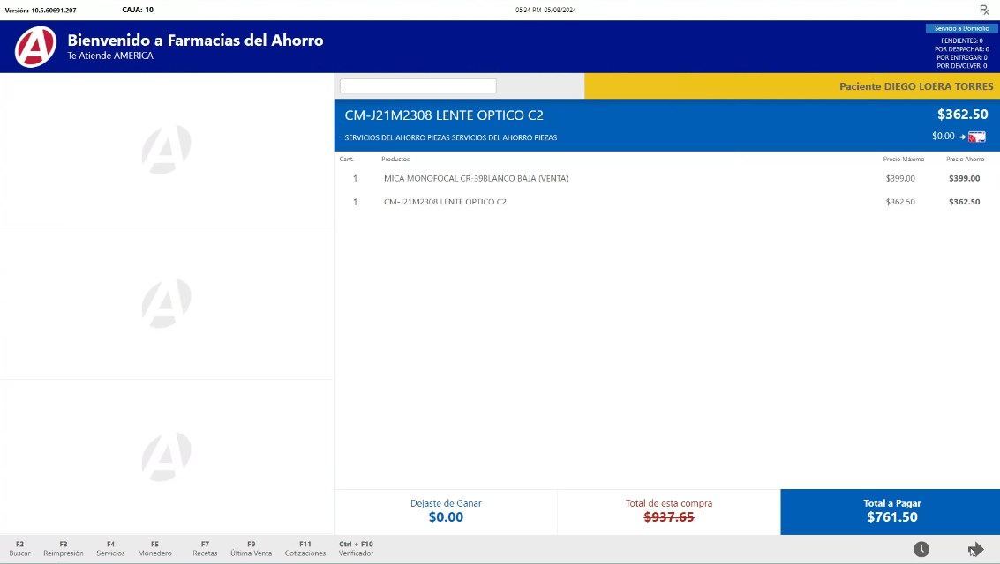 Versión: 10.5.60691.207
CAJA: 10
05:34 PM 05/08/2024
Bienvenido a Farmacias del Ahorro
Te Atiende AMERICA
Servicio a Domicilio
PENDIENTES: 0
POR DESPACHAR: 0
POR ENTREGAR: 0
POR DEVOLVER: 0
Paciente DIEGO LOERA TORRES
CM-J21M2308 LENTE OPTICO C2 $362.50
SERVICIOS DEL AHORRO PIEZAS SERVICIOS DEL AHORRO PIEZAS $0.00
Cant. Productos Precio Máximo Precio Ahorro
1 MICA MONOFOCAL CR-39BLANCO BAJA (VENTA) $399.00 $399.00
1 CM-J21M2308 LENTE OPTICO C2 $362.50 $362.50
Dejaste de Ganar
$0.00
Total de esta compra
$937.65
Total a Pagar
$761.50
F2 F3 F4 F5 F7 F9 F11 Ctrl + F10
Buscar Reimpresión Servicios Monedero Recetas Última Venta Cotizaciones Verificador